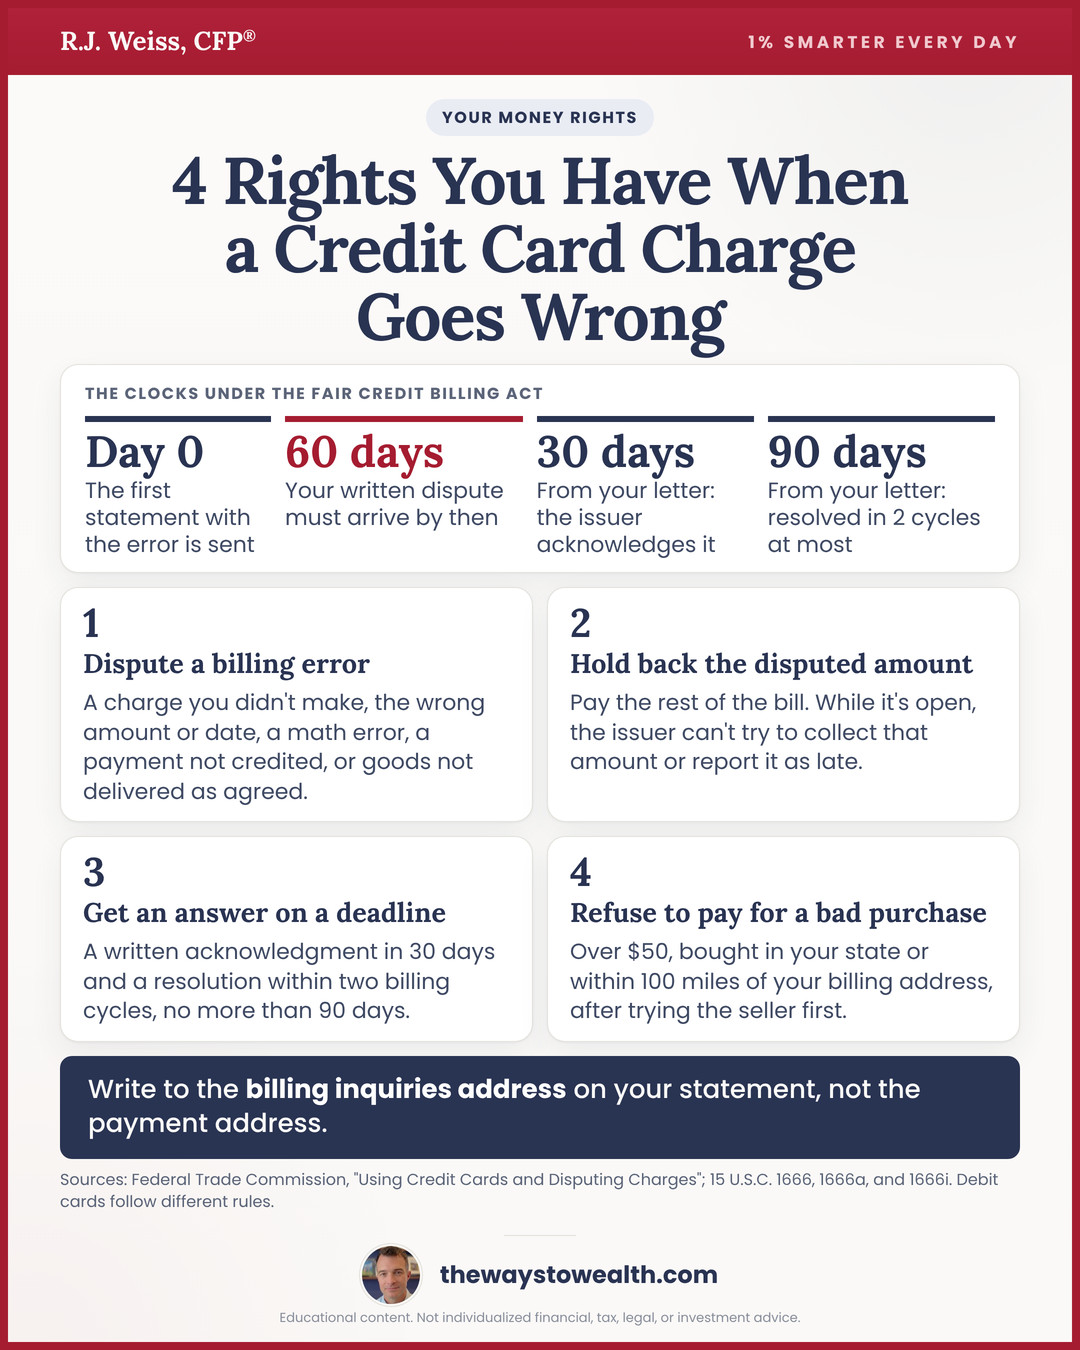 R.J. Weiss, CFP®
1% SMARTER EVERY DAY
YOUR MONEY RIGHTS
4 Rights You Have When
a Credit Card Charge
Goes Wrong
THE CLOCKS UNDER THE FAIR CREDIT BILLING ACT
Day 0
The first
statement with
the error is sent
60 days
Your written dispute
must arrive by then
30 days
From your letter:
the issuer
acknowledges it
90 days
From your letter:
resolved in 2 cycles
at most
1
Dispute a billing error
A charge you didn't make, the wrong
amount or date, a math error, a
payment not credited, or goods not
delivered as agreed.
2
Hold back the disputed amount
Pay the rest of the bill. While it's open,
the issuer can't try to collect that
amount or report it as late.
3
Get an answer on a deadline
A written acknowledgment in 30 days
and a resolution within two billing
cycles, no more than 90 days.
4
Refuse to pay for a bad purchase
Over $50, bought in your state or
within 100 miles of your billing address,
after trying the seller first.
Write to the billing inquiries address on your statement, not the
payment address.
Sources: Federal Trade Commission, "Using Credit Cards and Disputing Charges"; 15 U.S.C. 1666, 1666a, and 1666i. Debit
cards follow different rules.
thewaystowealth.com
Educational content. Not individualized financial, tax, legal, or investment advice.